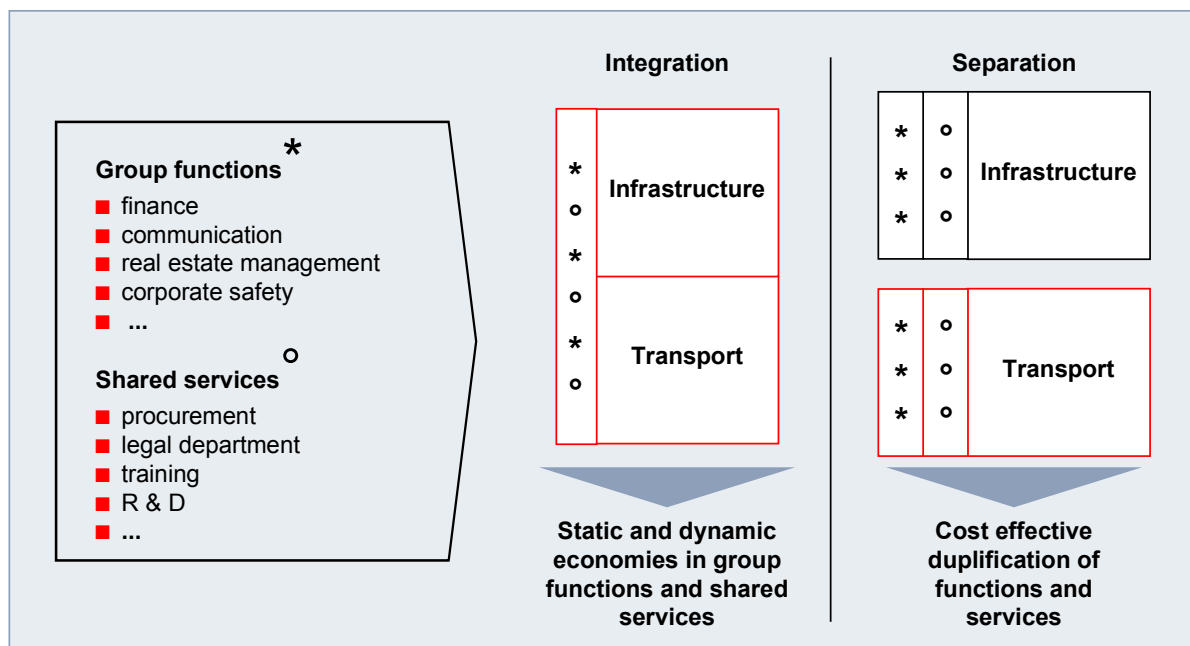 Group functions *
finance
communication
real estate management
corporate safety
...
Shared services °
procurement
legal department
training
R & D
...
Integration
*
°
*
°
*
°
Infrastructure
Transport
Static and dynamic
economies in group
functions and shared
services
Separation
* °
* °
* °
Infrastructure
* °
* °
* °
Transport
Cost effective
duplification of
functions and
services